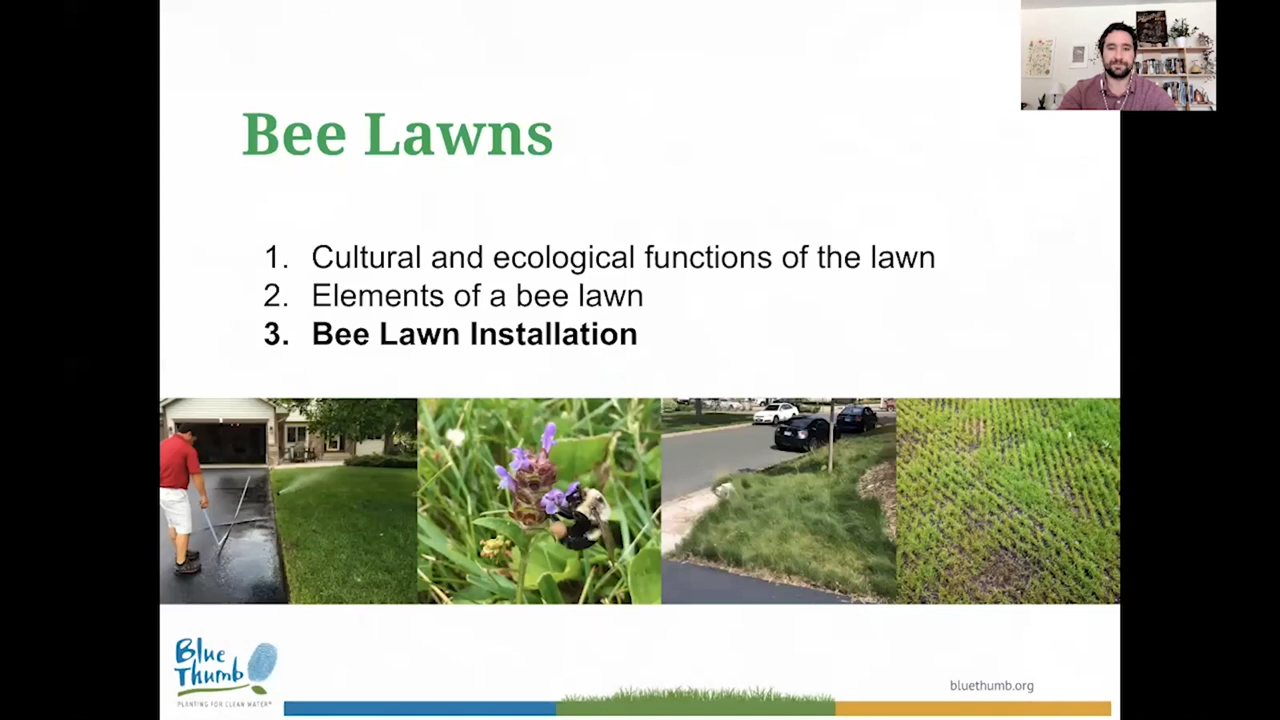 Bee Lawns
1. Cultural and ecological functions of the lawn
2. Elements of a bee lawn
3. Bee Lawn Installation
Blue
Thumb
PLANTING FOR CLEAN WATER®
bluethumb.org